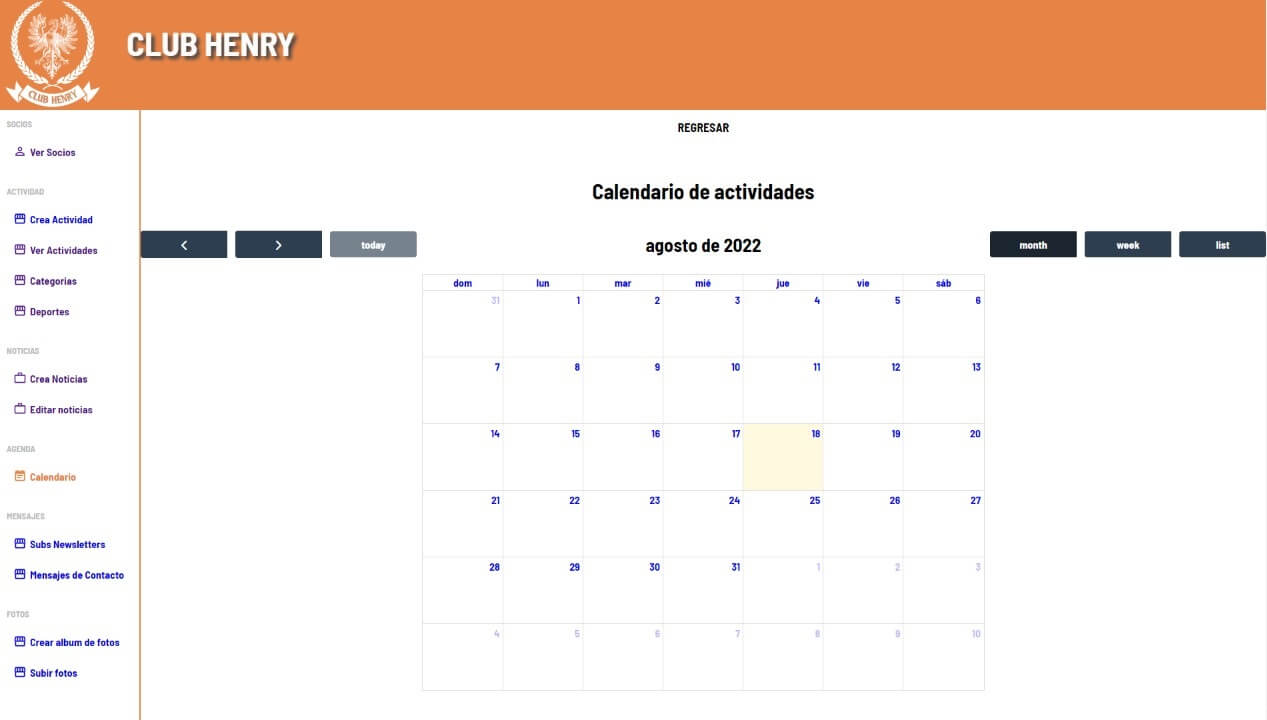 CLUB HENRY
CLUB HENRY
SOCIOS
Ver Socios
ACTIVIDAD
Crea Actividad
Ver Actividades
Categorias
Deportes
NOTICIAS
Crea Noticias
Editar noticias
AGENDA
Calendario
MENSAJES
Subs Newsletters
Mensajes de Contacto
FOTOS
Crear album de fotos
Subir fotos
REGRESAR
Calendario de actividades
today agosto de 2022 month week list
dom lun mar mié jue vie sáb
31 1 2 3 4 5 6
7 8 9 10 11 12 13
14 15 16 17 18 19 20
21 22 23 24 25 26 27
28 29 30 31 1 2 3
4 5 6 7 8 9 10